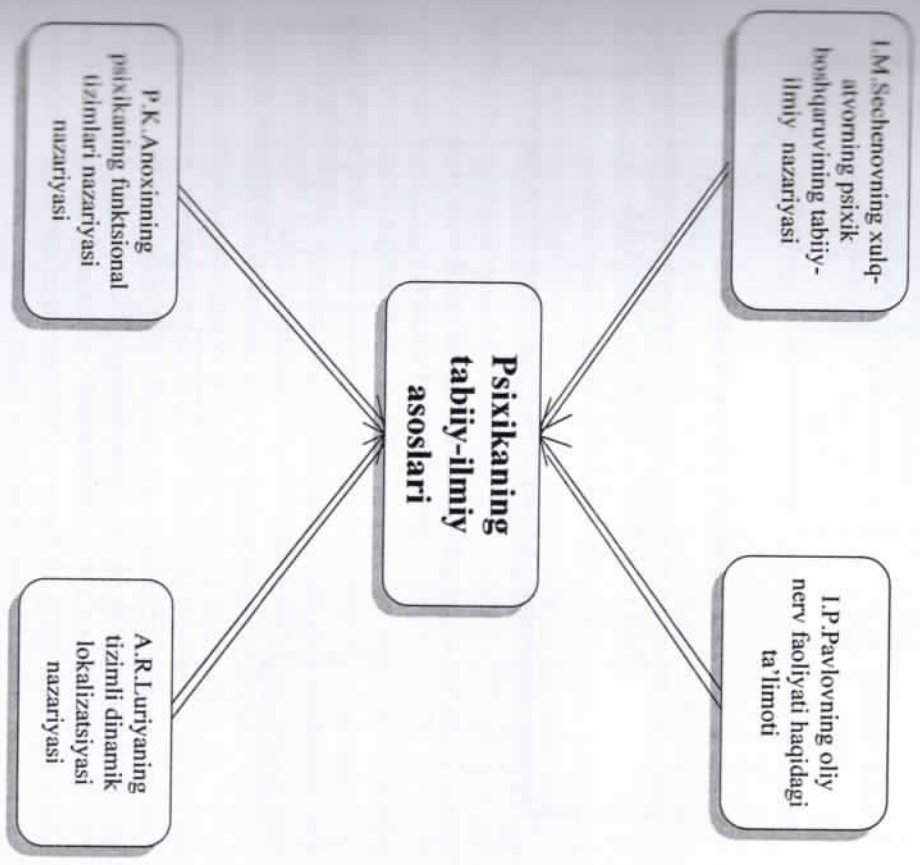 I.M.Sechenovning xulq-
atvorning psixik
boshqaruvining tabiiy-
ilmiy nazariyasi
I.P.Pavlovning oliy
nerv faoliyati haqidagi
ta’limoti
Psixikaning
tabiiy-ilmiy
asoslari
P.K.Anoxinning
psixikaning funktsional
tizimlari nazariyasi
nazariyasi
A.R.Luriyaning
tizimli dinamik
lokalizatsiyasi
nazariyasi